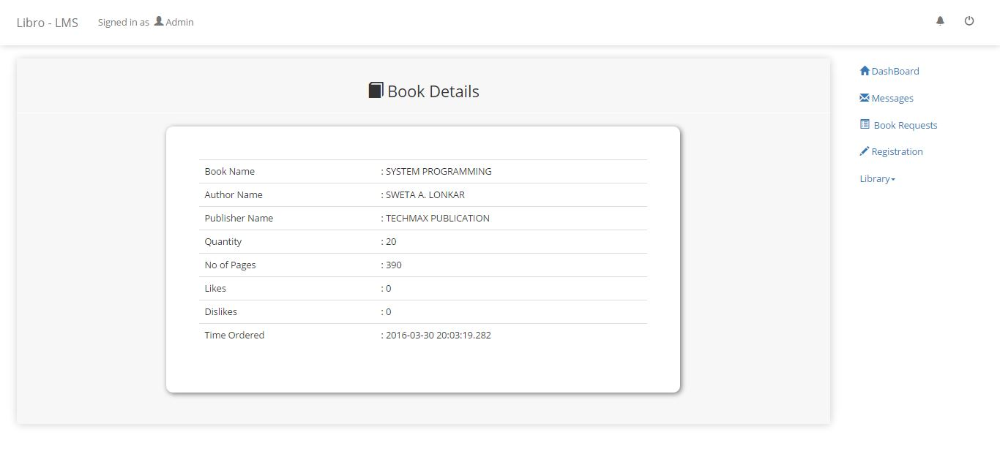 Libro - LMS Signed in as Admin
Book Details
Book Name : SYSTEM PROGRAMMING
Author Name : SWETA A. LONKAR
Publisher Name : TECHMAX PUBLICATION
Quantity : 20
No of Pages : 390
Likes : 0
Dislikes : 0
Time Ordered : 2016-03-30 20:03:19.282
DashBoard
Messages
Book Requests
Registration
Library